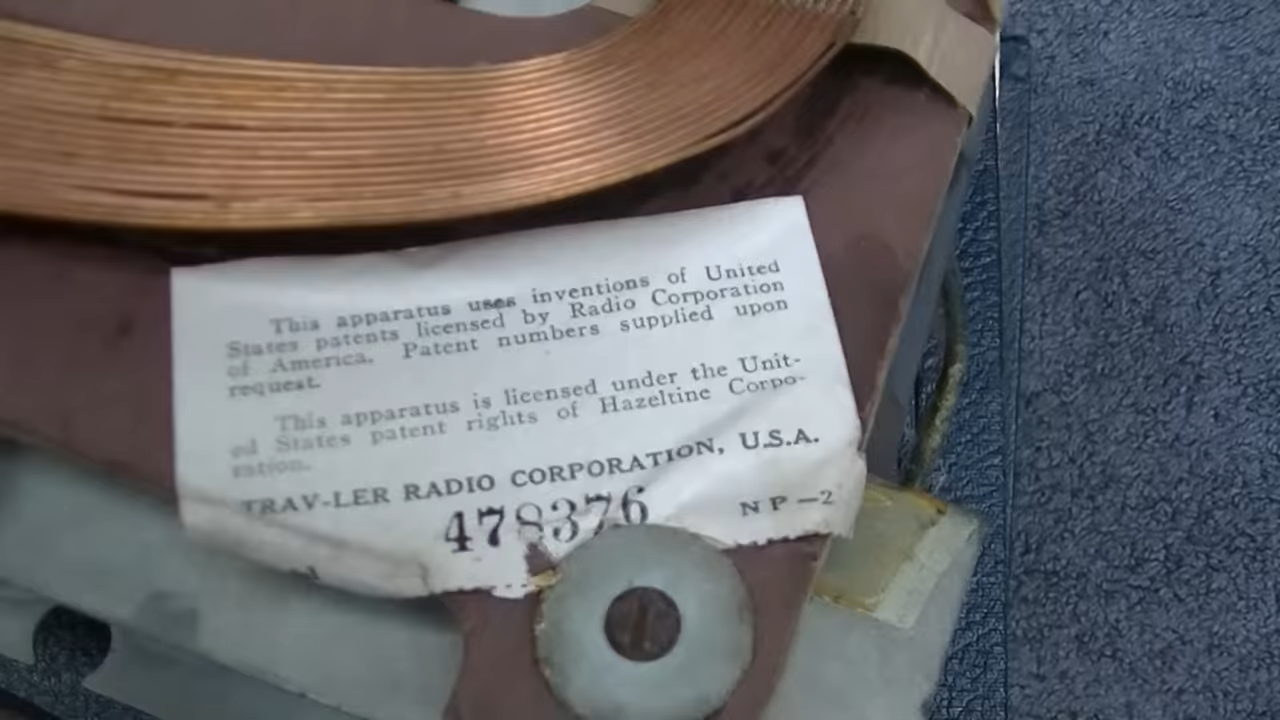 This apparatus uses inventions of United
States patents licensed by Radio Corporation
of America. Patent numbers supplied upon
request.
This apparatus is licensed under the Unit-
ed States patent rights of Hazeltine Corpo-
ration.
TRAV-LER RADIO CORPORATION, U.S.A.
478376 NP-2